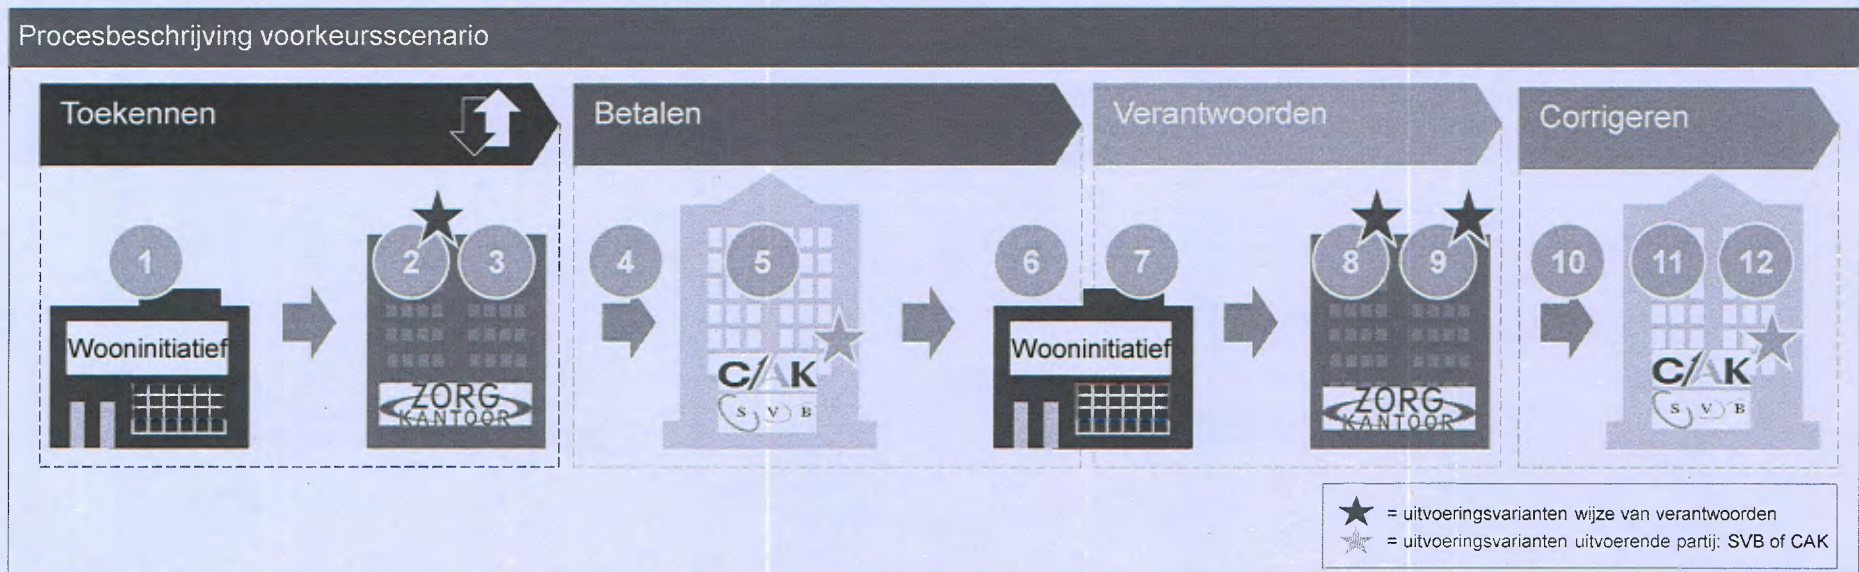 Procesbeschrijving voorkeursscenario
Toekennen
Betalen
Verantwoorden
Corrigeren
1
2
3
4
5
6
7
8
9
10
11
12
Wooninitiatief
ZORG
KANTOOR
C/AK
S V B
Wooninitiatief
ZORG
KANTOOR
C/AK
S V B
= uitvoeringsvarianten wijze van verantwoorden
= uitvoeringsvarianten uitvoerende partij: SVB of CAK